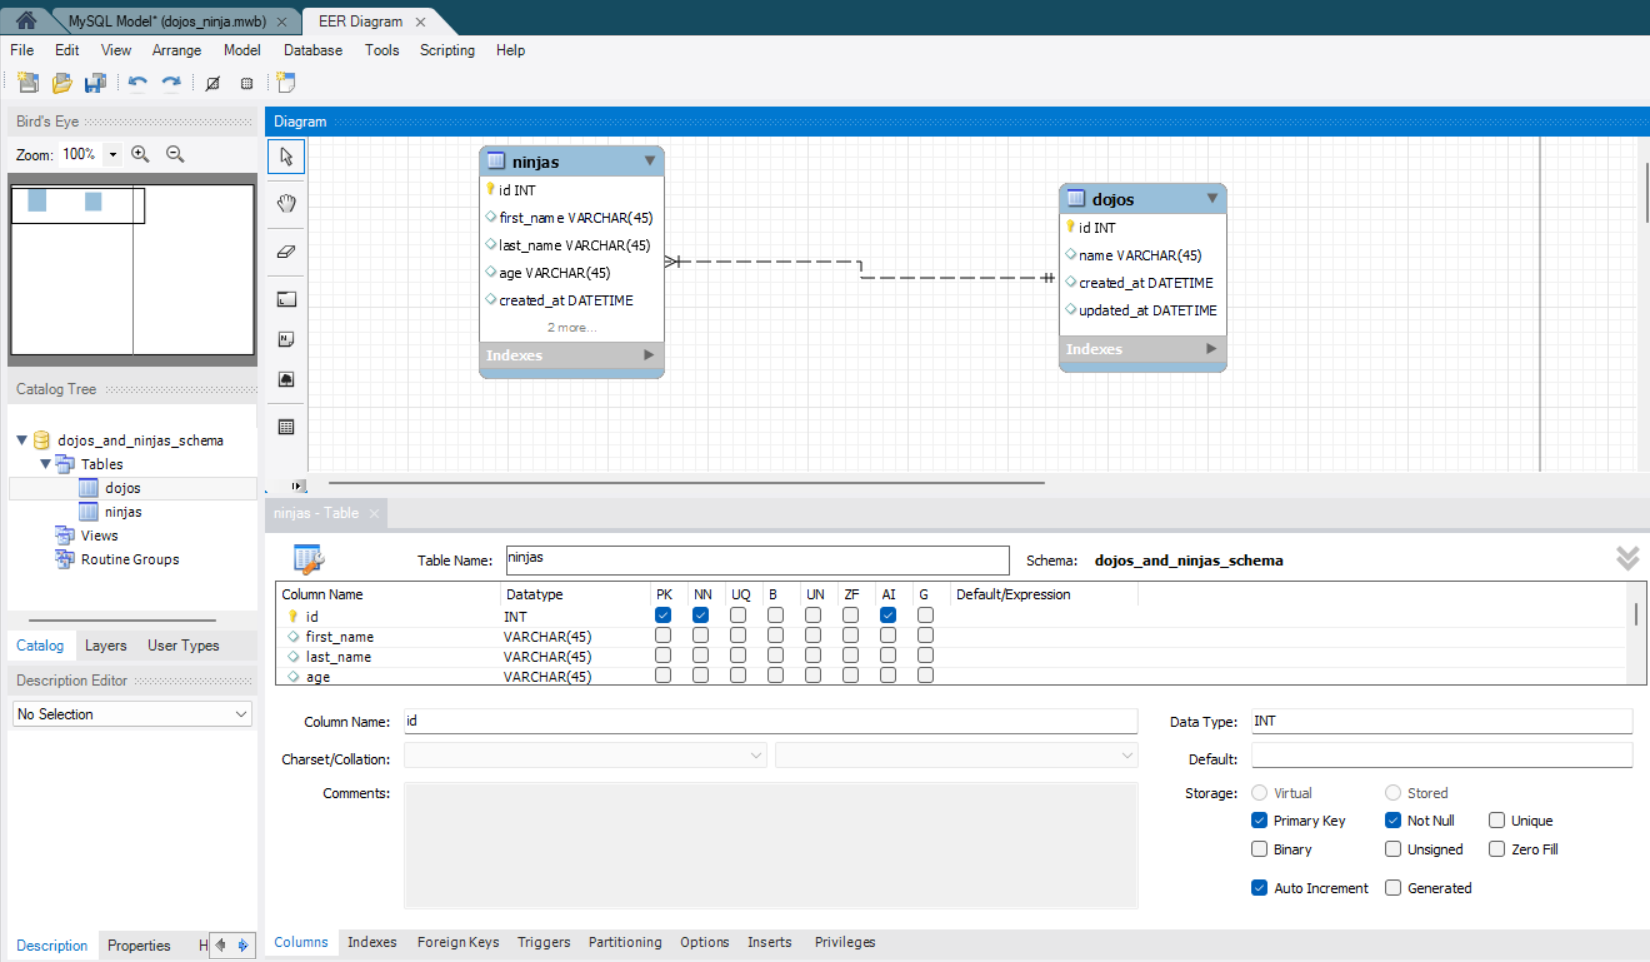 MySQL Model* (dojos_ninja.mwb) ×
EER Diagram ×
File Edit View Arrange Model Database Tools Scripting Help
Bird's Eye
Zoom: 100%
Diagram
ninjas
id INT
first_name VARCHAR(45)
last_name VARCHAR(45)
age VARCHAR(45)
created_at DATETIME
2 more...
Indexes
dojos
id INT
name VARCHAR(45)
created_at DATETIME
updated_at DATETIME
Indexes
Catalog Tree
dojos_and_ninjas_schema
Tables
dojos
ninjas
Views
Routine Groups
Catalog Layers User Types
Description Editor
No Selection
Description Properties H
ninjas - Table ×
Table Name: ninjas Schema: dojos_and_ninjas_schema
Column Name Datatype PK NN UQ B UN ZF AI G Default/Expression
id INT
first_name VARCHAR(45)
last_name VARCHAR(45)
age VARCHAR(45)
Column Name: id Data Type: INT
Charset/Collation: Default:
Comments: Storage: Virtual Stored
Primary Key Not Null Unique
Binary Unsigned Zero Fill
Auto Increment Generated
Columns Indexes Foreign Keys Triggers Partitioning Options Inserts Privileges